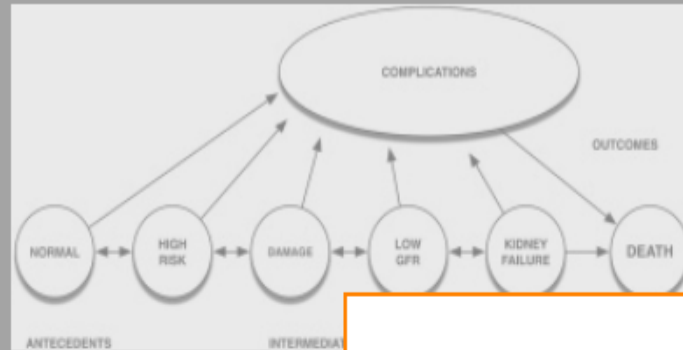 COMPLICATIONS
OUTCOMES
NORMAL
HIGH
RISK
DAMAGE
LOW
GFR
KIDNEY
FAILURE
DEATH
ANTECEDENTS